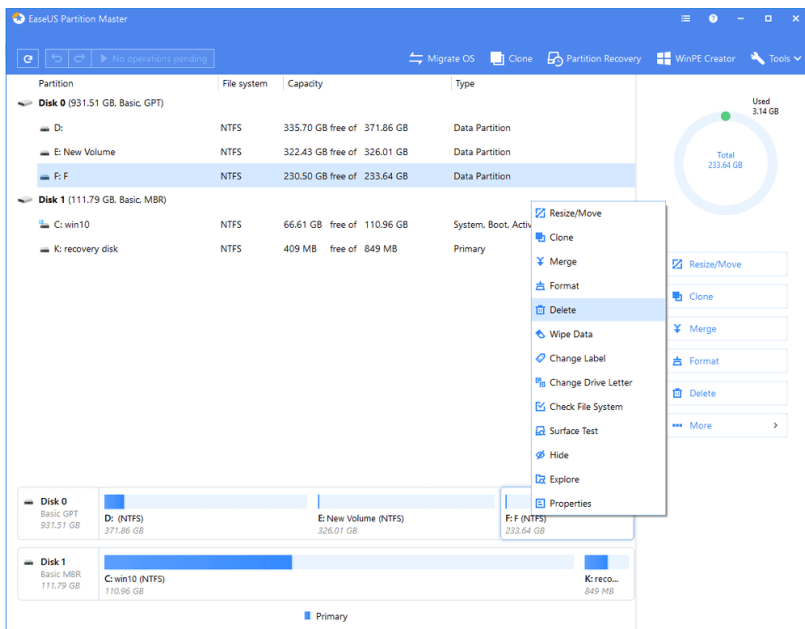 EaseUS Partition Master
No operations pending
Migrate OS Clone Partition Recovery WinPE Creator Tools
Partition File system Capacity Type
Disk 0 (931.51 GB, Basic, GPT)
D: NTFS 335.70 GB free of 371.86 GB Data Partition
E: New Volume NTFS 322.43 GB free of 326.01 GB Data Partition
F: F NTFS 230.50 GB free of 233.64 GB Data Partition
Disk 1 (111.79 GB, Basic, MBR)
C: win10 NTFS 66.61 GB free of 110.96 GB System, Boot, Activ
K: recovery disk NTFS 409 MB free of 849 MB Primary
Resize/Move
Clone
Merge
Format
Delete
Wipe Data
Change Label
Change Drive Letter
Check File System
Surface Test
Hide
Explore
Properties
Used
3.14 GB
Total
233.64 GB
Resize/Move
Clone
Merge
Format
Delete
More
Disk 0
Basic GPT
931.51 GB
D: (NTFS)
371.86 GB
E: New Volume (NTFS)
326.01 GB
F: F (NTFS)
233.64 GB
Disk 1
Basic MBR
111.79 GB
C: win10 (NTFS)
110.96 GB
K: reco...
849 MB
Primary